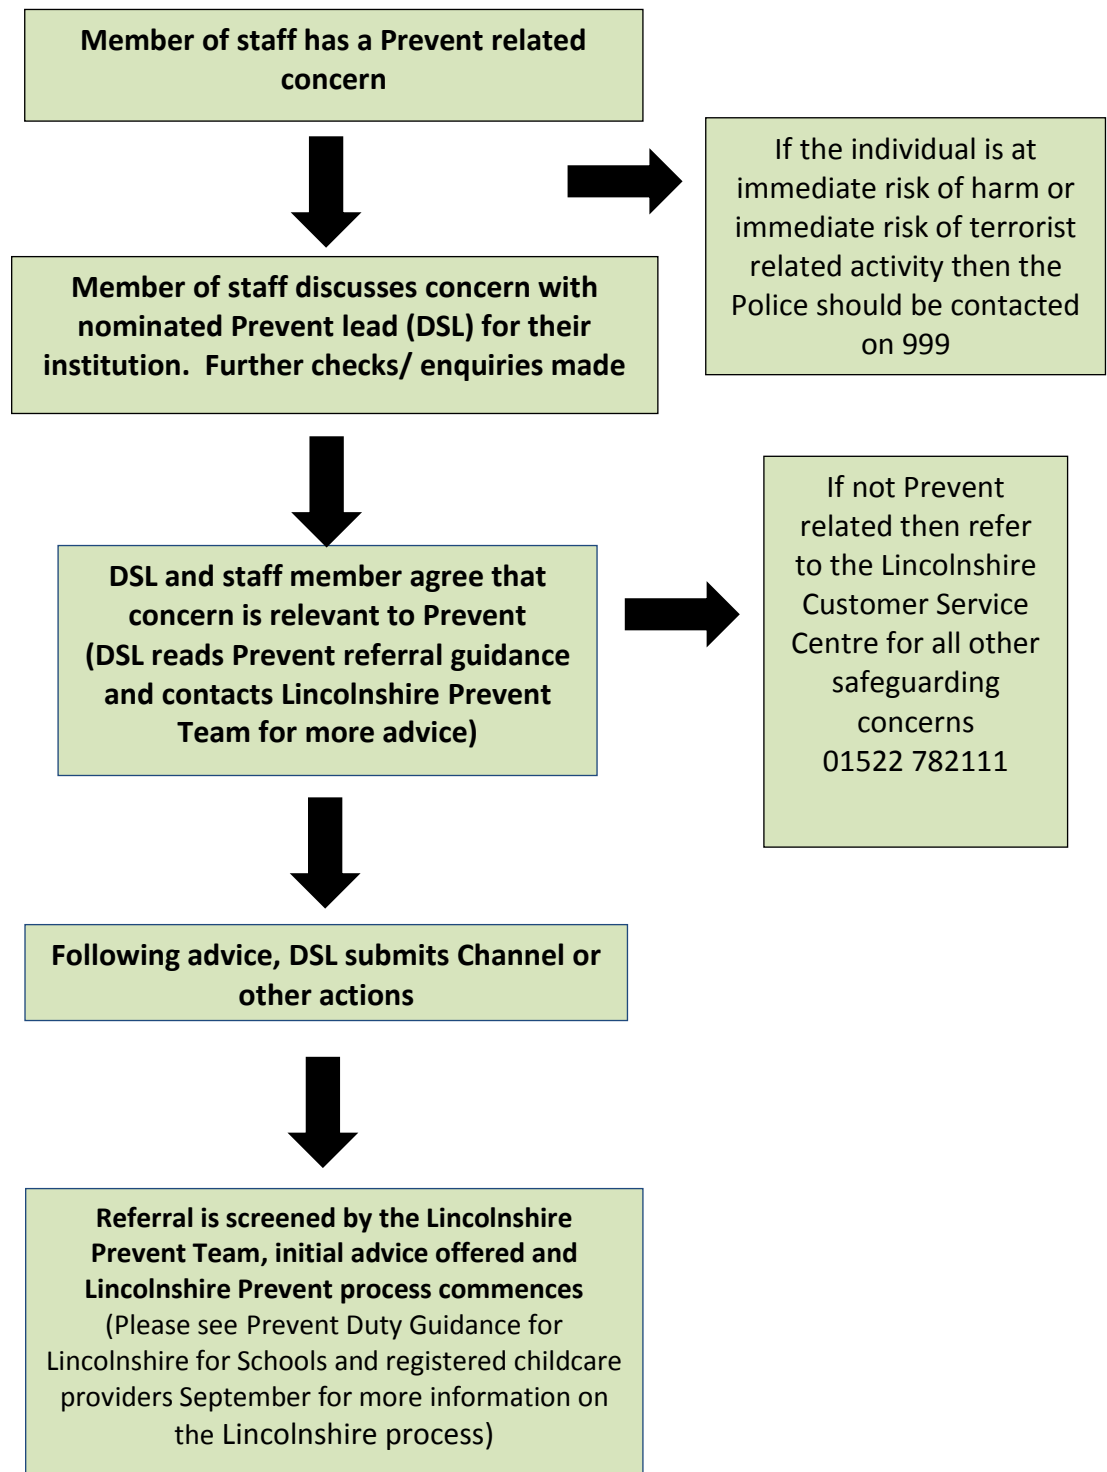 Member of staff has a Prevent related
concern
If the individual is at
immediate risk of harm or
immediate risk of terrorist
related activity then the
Police should be contacted
on 999
Member of staff discusses concern with
nominated Prevent lead (DSL) for their
institution.  Further checks/ enquiries made
If not Prevent
related then refer
to the Lincolnshire
Customer Service
Centre for all other
safeguarding
concerns
01522 782111
DSL and staff member agree that
concern is relevant to Prevent
(DSL reads Prevent referral guidance
and contacts Lincolnshire Prevent
Team for more advice)
Following advice, DSL submits Channel or
other actions
Referral is screened by the Lincolnshire
Prevent Team, initial advice offered and
Lincolnshire Prevent process commences
(Please see Prevent Duty Guidance for
Lincolnshire for Schools and registered childcare
providers September for more information on
the Lincolnshire process)